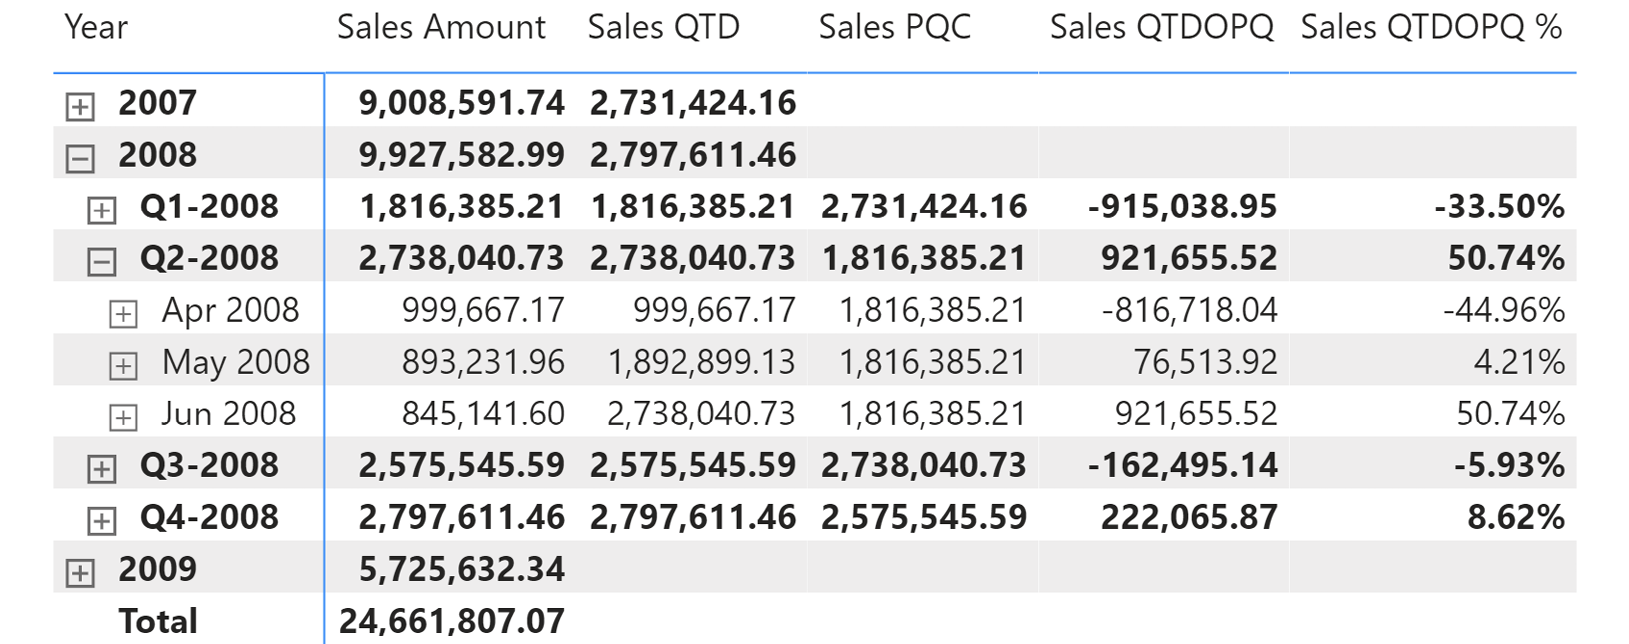 Year Sales Amount Sales QTD Sales PQC Sales QTDOPQ Sales QTDOPQ %
2007 9,008,591.74 2,731,424.16
2008 9,927,582.99 2,797,611.46
Q1-2008 1,816,385.21 1,816,385.21 2,731,424.16 -915,038.95 -33.50%
Q2-2008 2,738,040.73 2,738,040.73 1,816,385.21 921,655.52 50.74%
Apr 2008 999,667.17 999,667.17 1,816,385.21 -816,718.04 -44.96%
May 2008 893,231.96 1,892,899.13 1,816,385.21 76,513.92 4.21%
Jun 2008 845,141.60 2,738,040.73 1,816,385.21 921,655.52 50.74%
Q3-2008 2,575,545.59 2,575,545.59 2,738,040.73 -162,495.14 -5.93%
Q4-2008 2,797,611.46 2,797,611.46 2,575,545.59 222,065.87 8.62%
2009 5,725,632.34
Total 24,661,807.07